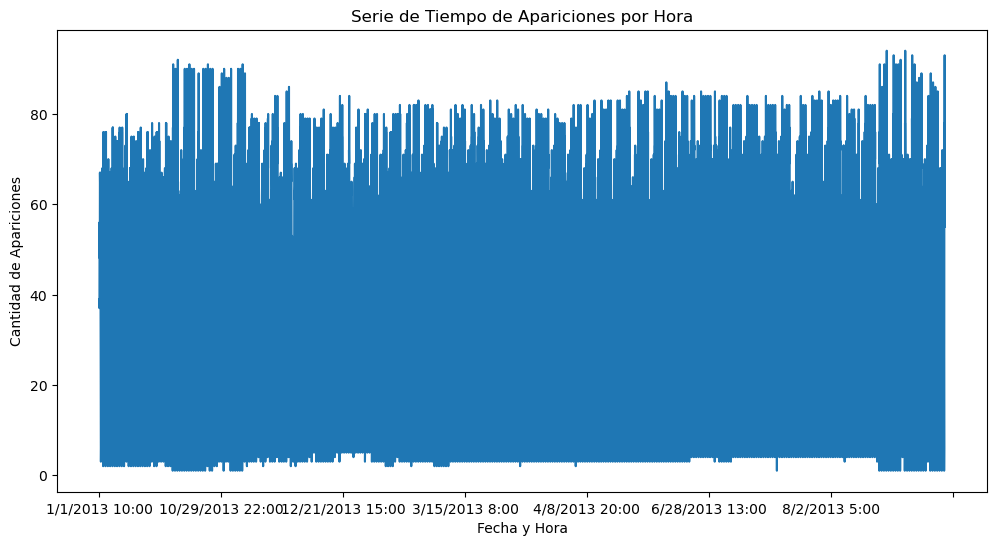 Serie de Tiempo de Apariciones por Hora
Cantidad de Apariciones
80
60
40
20
0
1/1/2013 10:00 10/29/2013 22:00 12/21/2013 15:00 3/15/2013 8:00 4/8/2013 20:00 6/28/2013 13:00 8/2/2013 5:00
Fecha y Hora